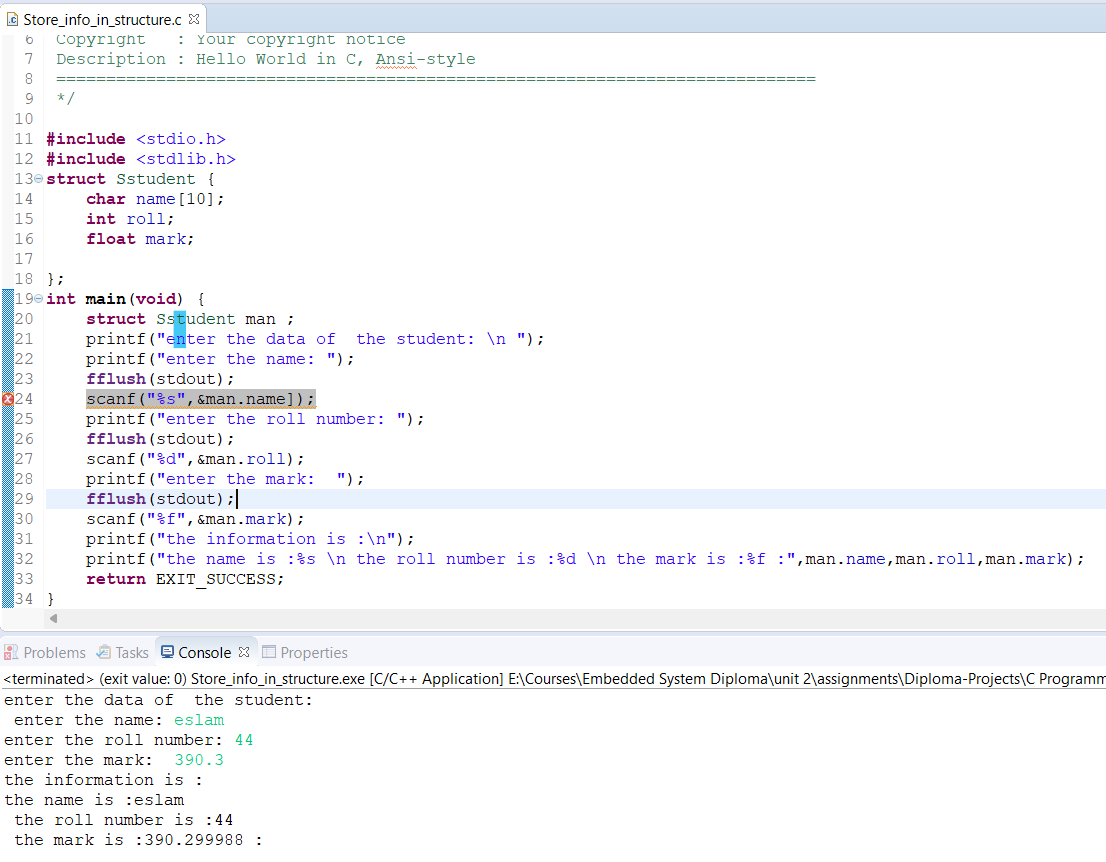 Store_info_in_structure.c
6 Copyright   : Your copyright notice
7 Description : Hello World in C, Ansi-style
8 ============================================================================
9 */
10
11 #include <stdio.h>
12 #include <stdlib.h>
13 struct Sstudent {
14     char name[10];
15     int roll;
16     float mark;
17
18 };
19 int main(void) {
20     struct Sstudent man ;
21     printf("enter the data of  the student: \n ");
22     printf("enter the name: ");
23     fflush(stdout);
24     scanf("%s",&man.name]);
25     printf("enter the roll number: ");
26     fflush(stdout);
27     scanf("%d",&man.roll);
28     printf("enter the mark:  ");
29     fflush(stdout);
30     scanf("%f",&man.mark);
31     printf("the information is :\n");
32     printf("the name is :%s \n the roll number is :%d \n the mark is :%f :",man.name,man.roll,man.mark);
33     return EXIT_SUCCESS;
34 }
Problems Tasks Console Properties
<terminated> (exit value: 0) Store_info_in_structure.exe [C/C++ Application] E:\Courses\Embedded System Diploma\unit 2\assignments\Diploma-Projects\C Programm
enter the data of  the student:
 enter the name: eslam
enter the roll number: 44
enter the mark:  390.3
the information is :
the name is :eslam
 the roll number is :44
 the mark is :390.299988 :